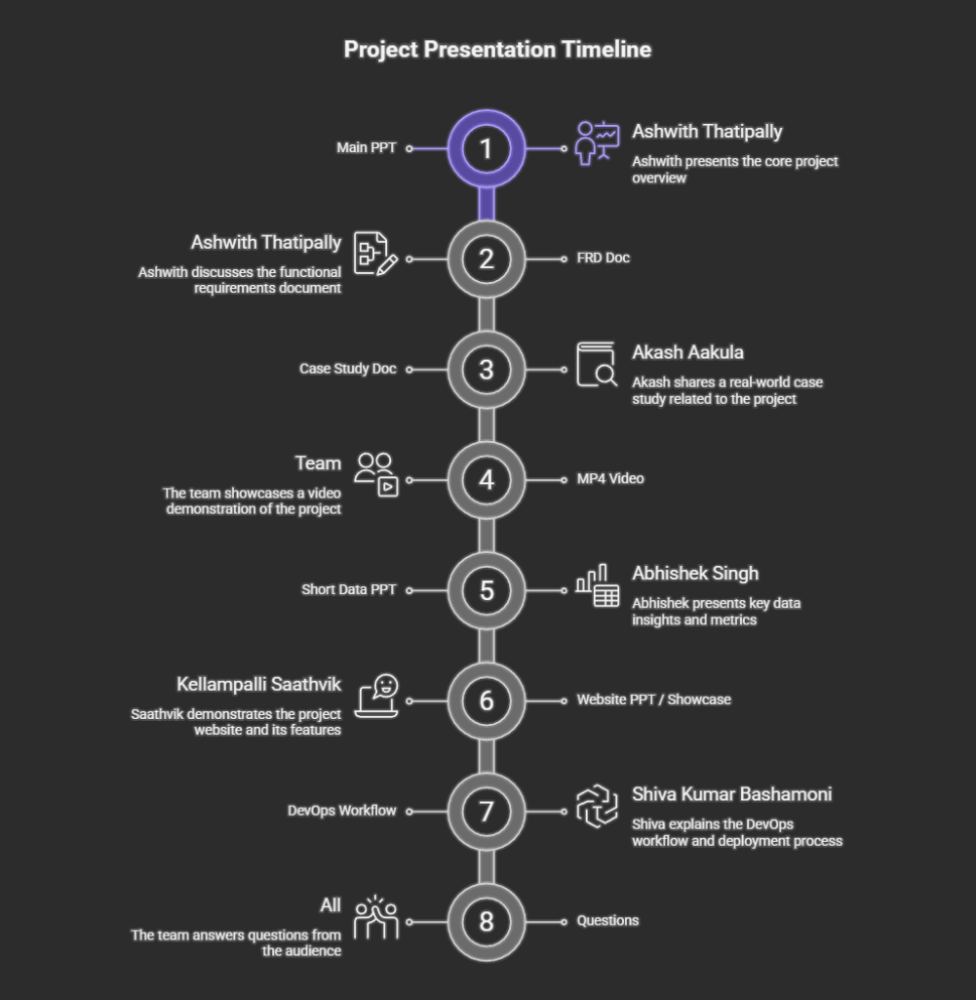 Project Presentation Timeline
Main PPT
1
Ashwith Thatipally
Ashwith presents the core project
overview
Ashwith Thatipally
Ashwith discusses the functional
requirements document
2
FRD Doc
Case Study Doc
3
Akash Aakula
Akash shares a real-world case
study related to the project
Team
The team showcases a video
demonstration of the project
4
MP4 Video
Short Data PPT
5
Abhishek Singh
Abhishek presents key data
insights and metrics
Kellampalli Saathvik
Saathvik demonstrates the project
website and its features
6
Website PPT / Showcase
DevOps Workflow
7
Shiva Kumar Bashamoni
Shiva explains the DevOps
workflow and deployment process
All
The team answers questions from
the audience
8
Questions